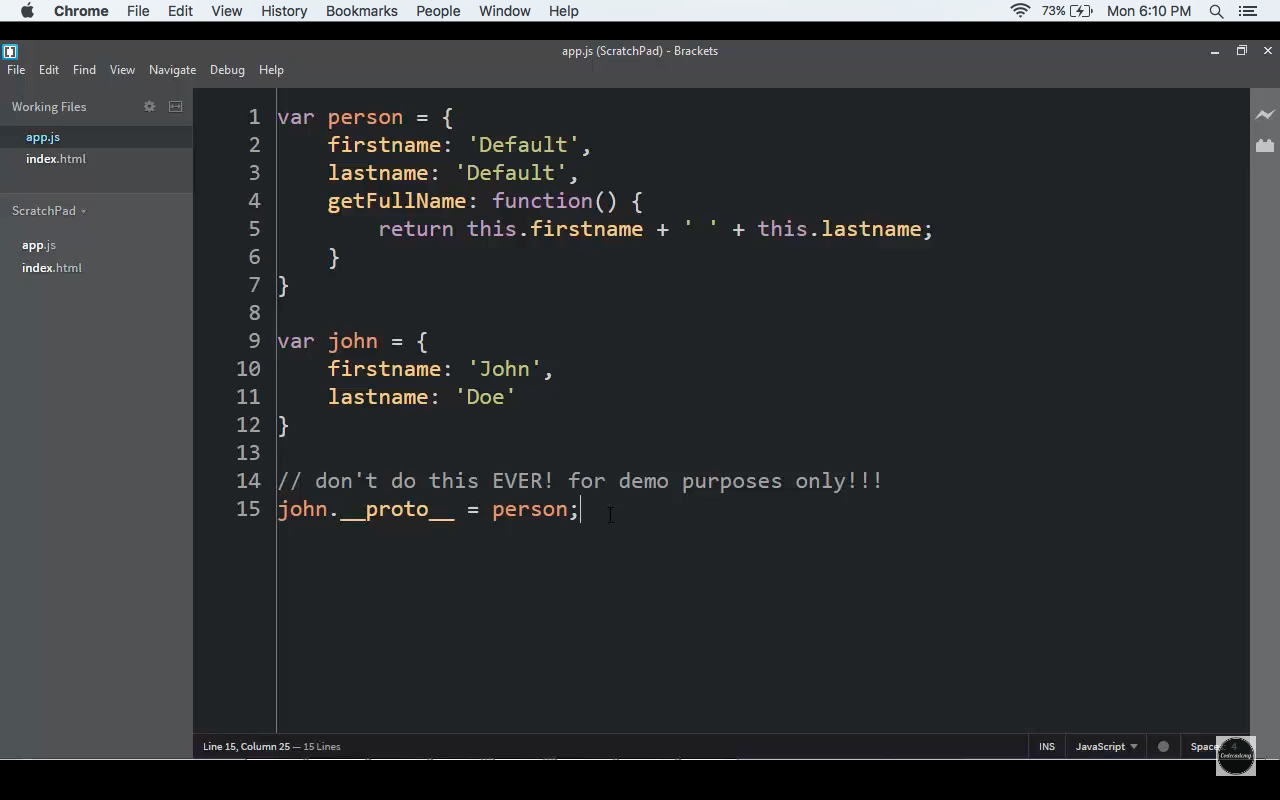 Chrome File Edit View History Bookmarks People Window Help 73% Mon 6:10 PM
app.js (ScratchPad) - Brackets
File Edit Find View Navigate Debug Help
Working Files
app.js
index.html
ScratchPad
app.js
index.html
1 var person = {
2     firstname: 'Default',
3     lastname: 'Default',
4     getFullName: function() {
5         return this.firstname + ' ' + this.lastname;
6     }
7 }
8
9 var john = {
10     firstname: 'John',
11     lastname: 'Doe'
12 }
13
14 // don't do this EVER! for demo purposes only!!!
15 john.__proto__ = person;
Line 15, Column 25 — 15 Lines INS JavaScript 4
Codecademy